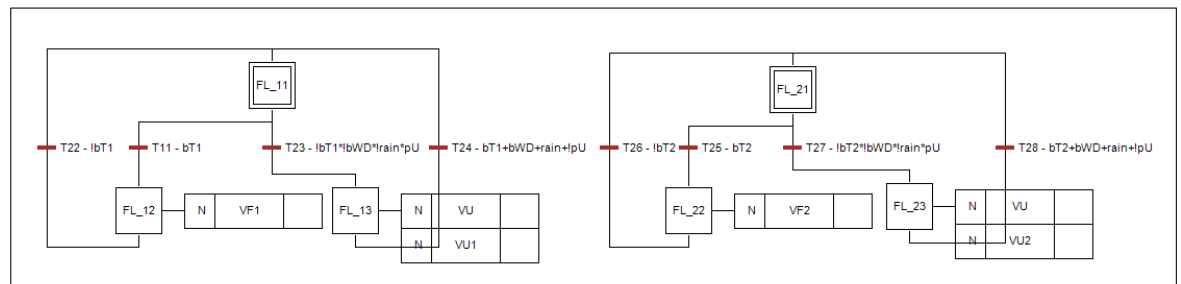 FL_11
T22 - !bT1
T11 - bT1
T23 - !bT1*!bWD*!rain*pU
T24 - bT1+bWD+rain+!pU
FL_12
N VF1
FL_13
N VU
N VU1
FL_21
T26 - !bT2
T25 - bT2
T27 - !bT2*!bWD*!rain*pU
T28 - bT2+bWD+rain+!pU
FL_22
N VF2
FL_23
N VU
N VU2